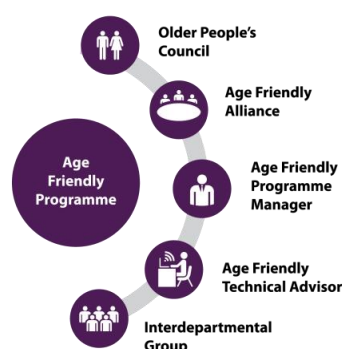 Older People's
Council
Age Friendly
Alliance
Age
Friendly
Programme
Age Friendly
Programme
Manager
Age Friendly
Technical Advisor
Interdepartmental
Group